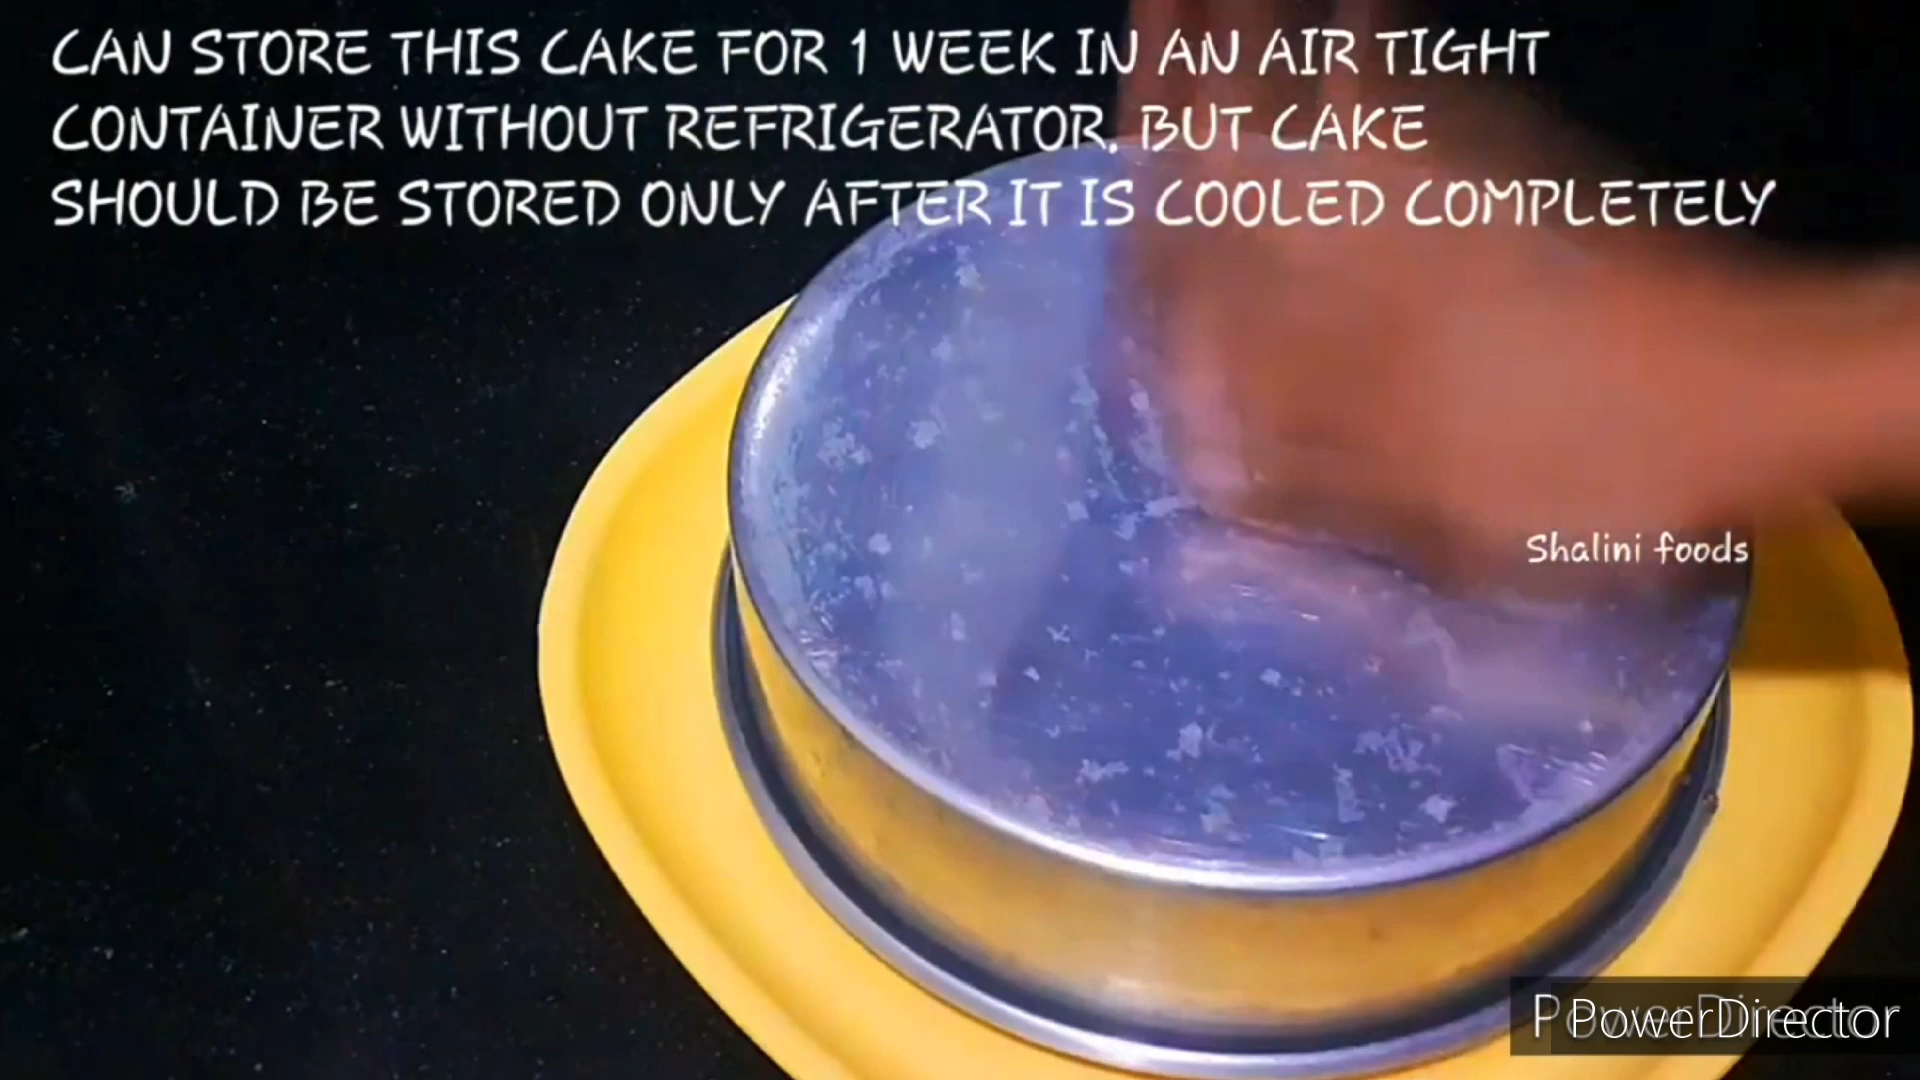 CAN STORE THIS CAKE FOR 1 WEEK IN AN AIR TIGHT
CONTAINER WITHOUT REFRIGERATOR. BUT CAKE
SHOULD BE STORED ONLY AFTER IT IS COOLED COMPLETELY
Shalini foods
PowerDirector